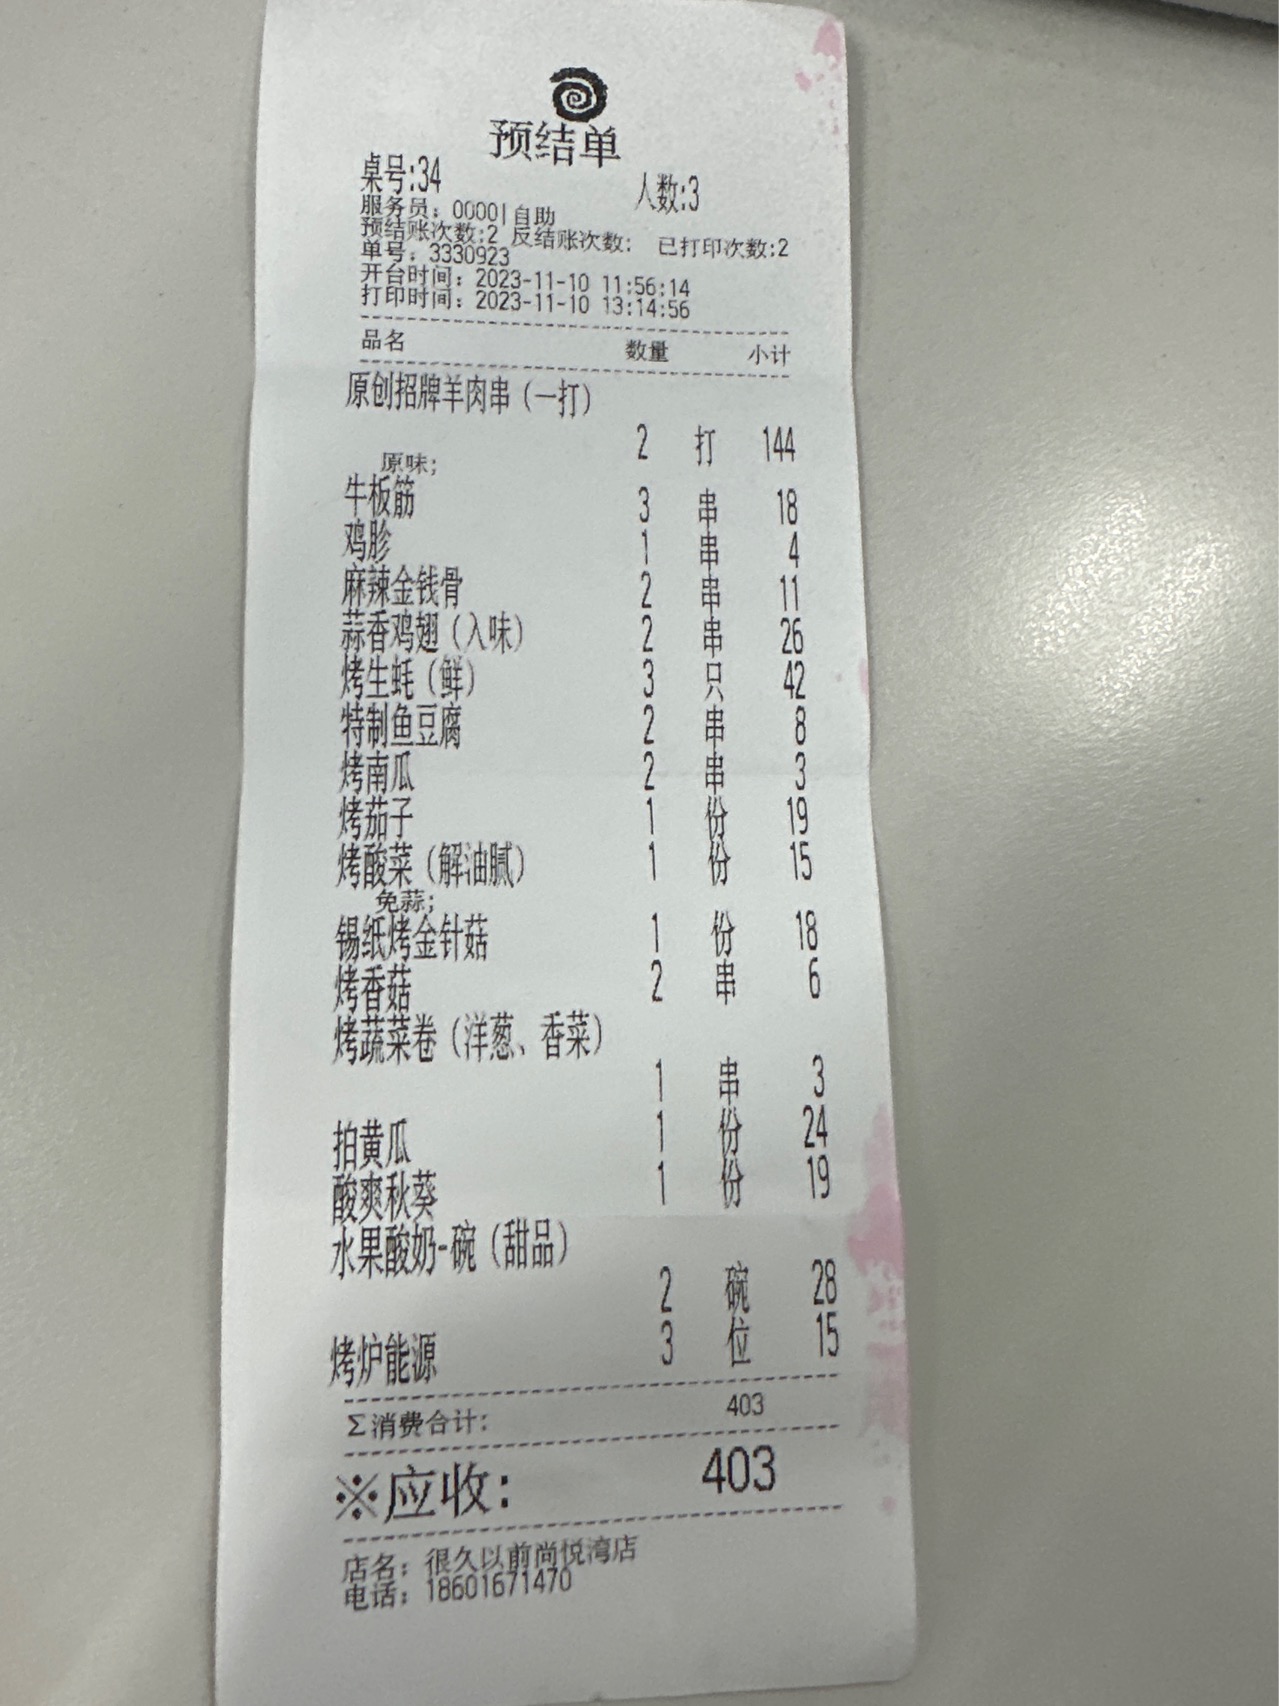 预结单
桌号:34 人数:3
服务员: 0000| 自助
预结账次数:2 反结账次数: 已打印次数:2
单号: 3330923
开台时间: 2023-11-10 11:56:14
打印时间: 2023-11-10 13:14:56
品名 数量 小计
原创招牌羊肉串(一打)
2 打 144
原味;
牛板筋 3 串 18
鸡胗 1 串 4
麻辣金钱骨 2 串 11
蒜香鸡翅(入味) 2 串 26
烤生蚝(鲜) 3 只 42
特制鱼豆腐 2 串 8
烤南瓜 2 串 3
烤茄子 1 份 19
烤酸菜(解油腻) 1 份 15
免蒜;
锡纸烤金针菇 1 份 18
烤香菇 2 串 6
烤蔬菜卷(洋葱、香菜)
1 串 3
拍黄瓜 1 份 24
酸爽秋葵 1 份 19
水果酸奶-碗(甜品)
2 碗 28
烤炉能源 3 位 15
Σ消费合计: 403
※应收: 403
店名: 很久以前尚悦湾店
电话: 18601671470